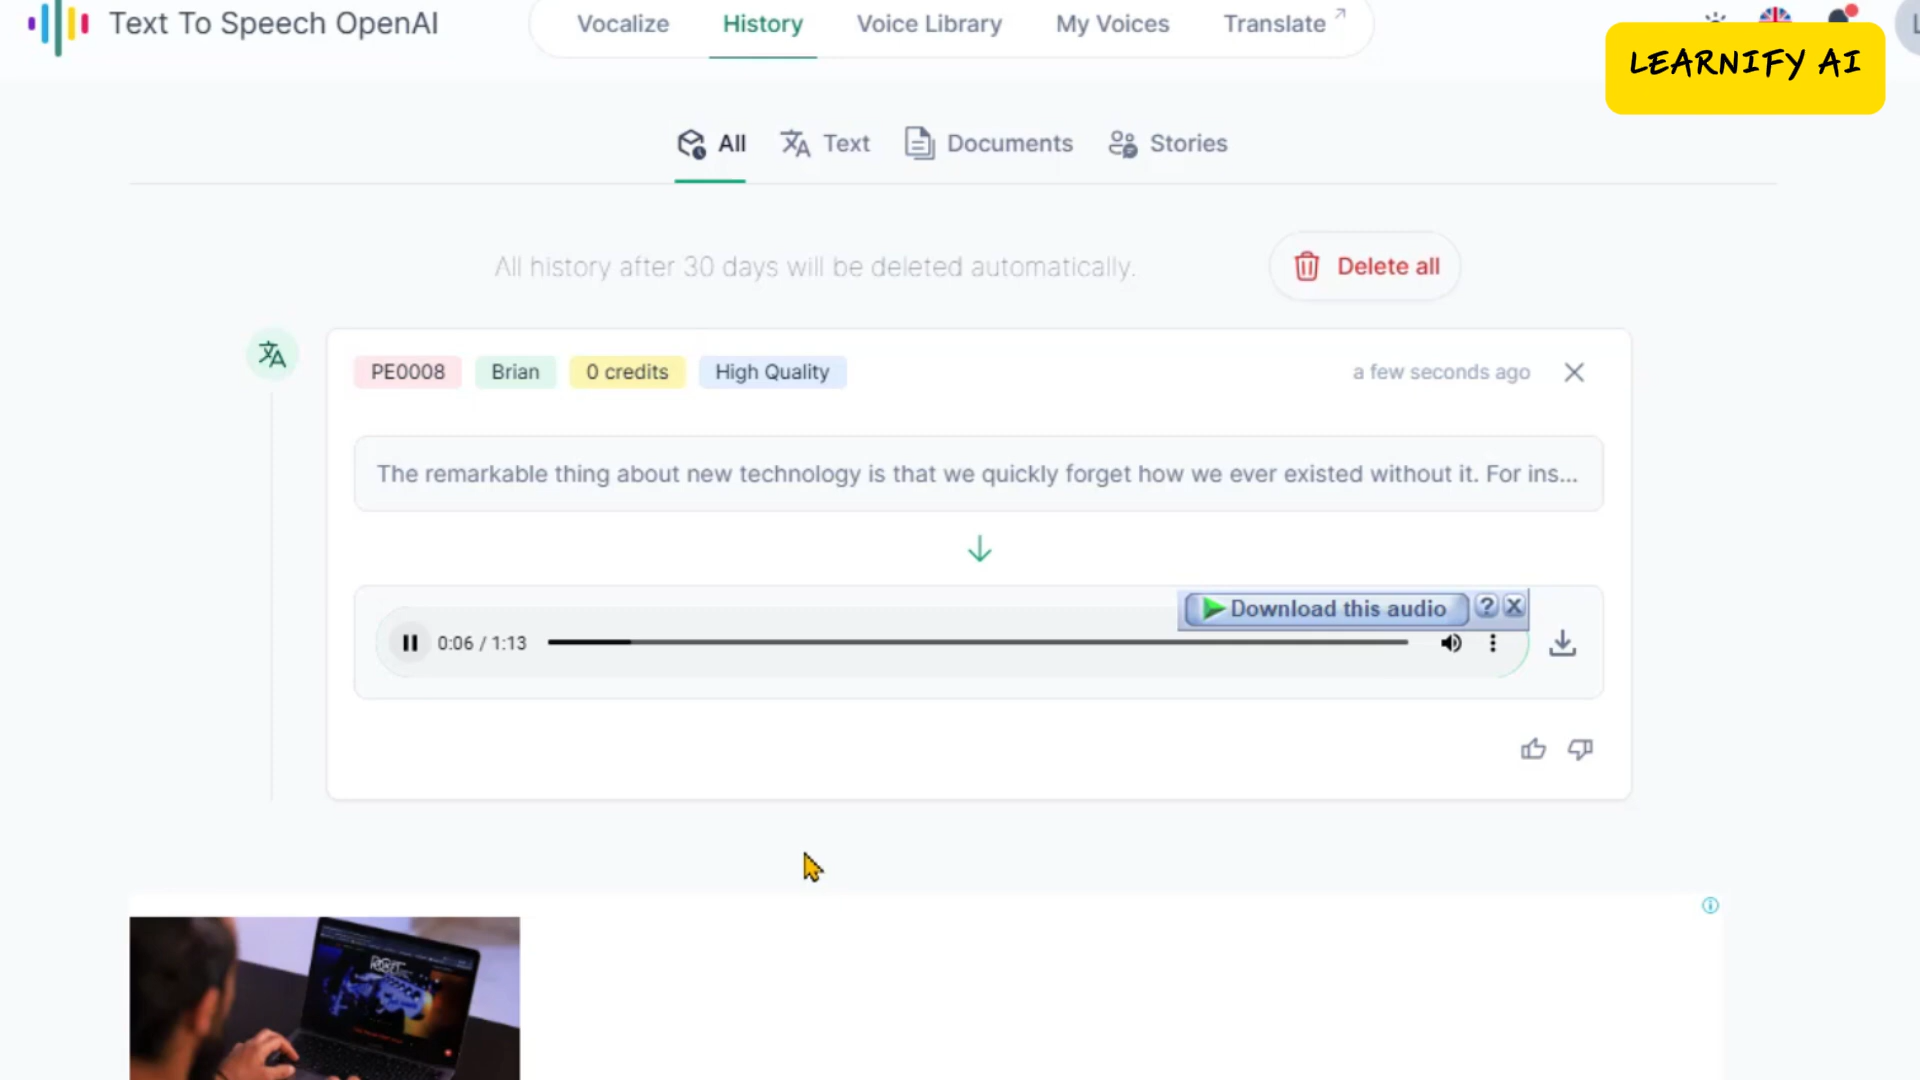 Text To Speech OpenAI
Vocalize
History
Voice Library
My Voices
Translate
LEARNIFY AI
All
Text
Documents
Stories
All history after 30 days will be deleted automatically.
Delete all
PE0008
Brian
0 credits
High Quality
a few seconds ago
The remarkable thing about new technology is that we quickly forget how we ever existed without it. For ins...
Download this audio
0:06 / 1:13